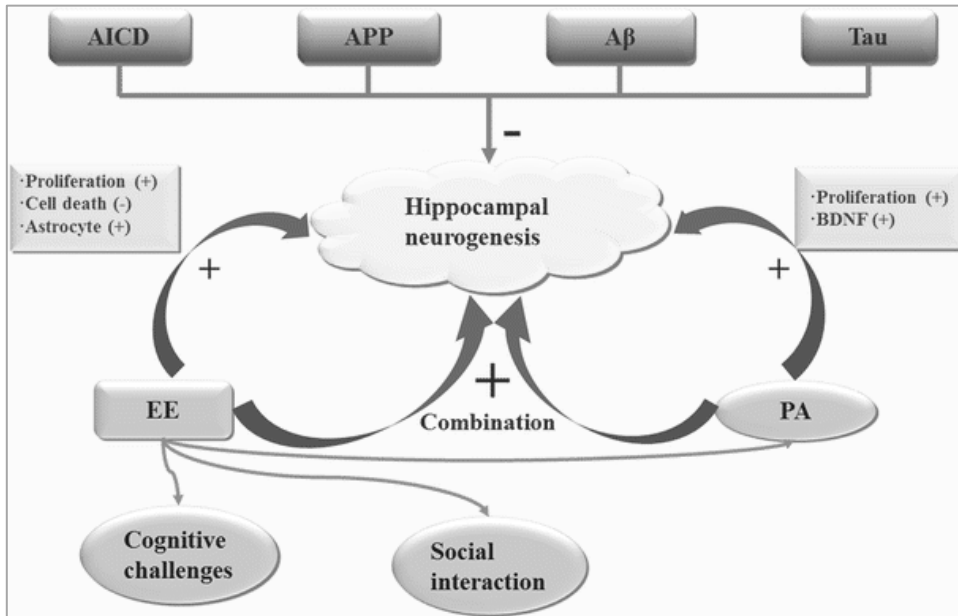 AICD
APP
Aβ
Tau
-
·Proliferation (+)
·Cell death (-)
·Astrocyte (+)
Hippocampal
neurogenesis
·Proliferation (+)
·BDNF (+)
+
+
EE
+
Combination
PA
Cognitive
challenges
Social
interaction